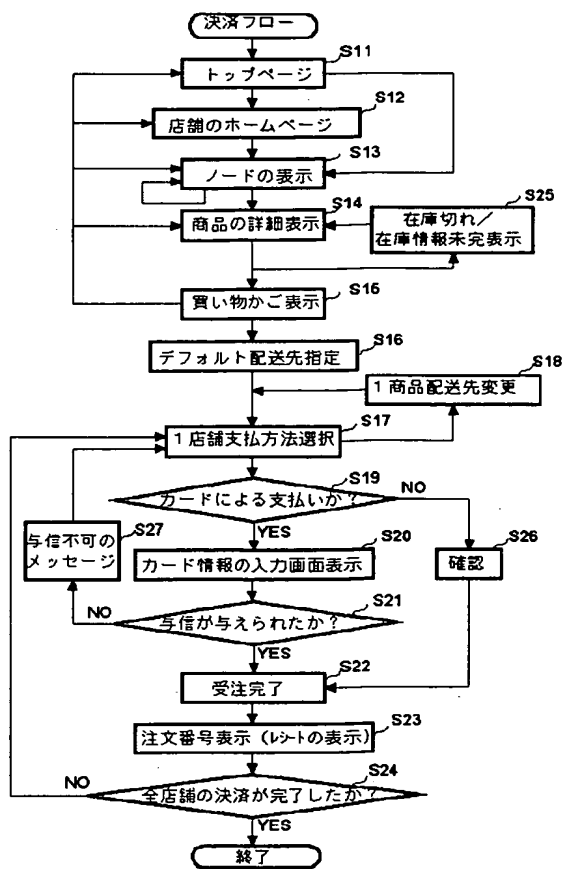 決済フロー
S11
トップページ
S12
店舗のホームページ
S13
ノードの表示
S14
商品の詳細表示
S25
在庫切れ/
在庫情報未完表示
S15
買い物かご表示
S16
デフォルト配送先指定
S18
1商品配送先変更
S17
1店舗支払方法選択
S19
カードによる支払いか?
NO
YES
S27
与信不可の
メッセージ
S20
カード情報の入力画面表示
S26
確認
S21
与信が与えられたか?
NO
YES
S22
受注完了
S23
注文番号表示(レシートの表示)
S24
全店舗の決済が完了したか?
NO
YES
終了